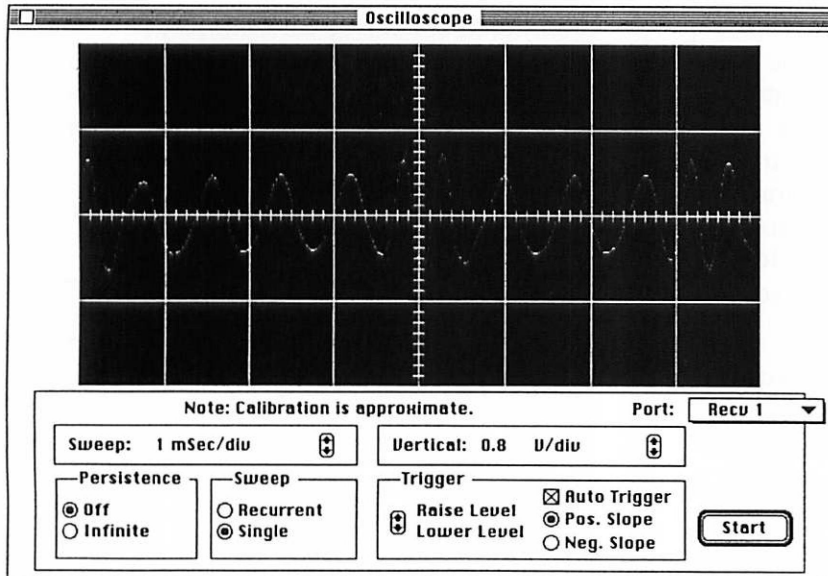 Oscilloscope
Note: Calibration is approximate.
Port: Recv 1
Sweep: 1 mSec/div
Vertical: 0.8 V/div
Persistence
Off
Infinite
Sweep
Recurrent
Single
Trigger
Raise Level
Lower Level
Auto Trigger
Pos. Slope
Neg. Slope
Start